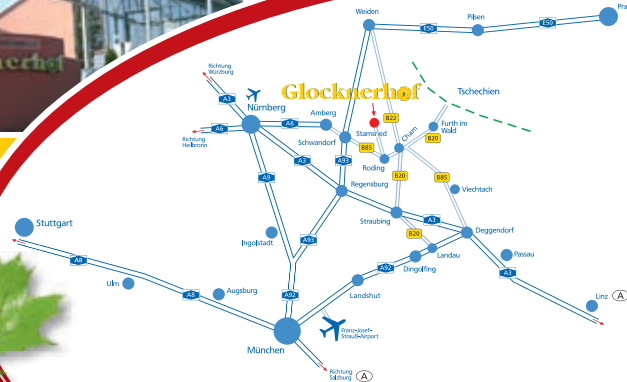 Weiden
E50
Pilsen
E50
Richtung
Würzburg
Glocknerhof
Tschechien
A3
Nürnberg
Amberg
B22
Stamsried
Furth im
Wald
A6
A6
Cham
B20
Schwandorf
B85
Richtung
Heilbronn
A3
A93
Roding
A9
B20
B85
Regensburg
Viechtach
Stuttgart
Straubing
A3
Deggendorf
A93
B20
Ingolstadt
Landau
Passau
A8
A92
Dingolfing
A3
Ulm
A8
Augsburg
A92
Landshut
Linz
A
Franz-Josef-
Strauß-Airport
München
Richtung
Salzburg
A